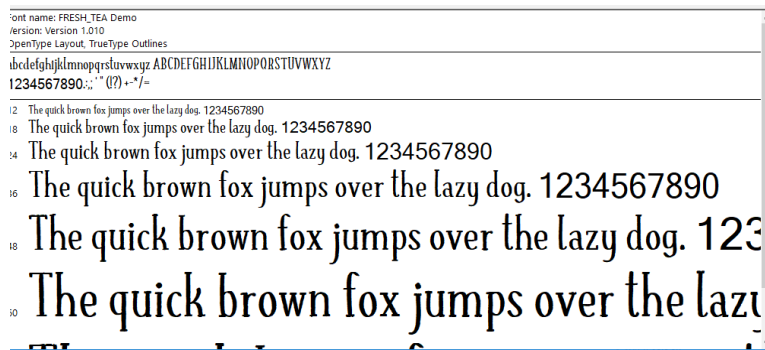 Font name: FRESH_TEA Demo
Version: Version 1.010
OpenType Layout, TrueType Outlines
abcdefghijklmnopqrstuvwxyz ABCDEFGHIJKLMNOPQRSTUVWXYZ
1234567890.:,; ' " (!?) +-*/=
12 The quick brown fox jumps over the lazy dog. 1234567890
18 The quick brown fox jumps over the lazy dog. 1234567890
24 The quick brown fox jumps over the lazy dog. 1234567890
36 The quick brown fox jumps over the lazy dog. 1234567890
48 The quick brown fox jumps over the lazy dog. 123
60 The quick brown fox jumps over the lazy